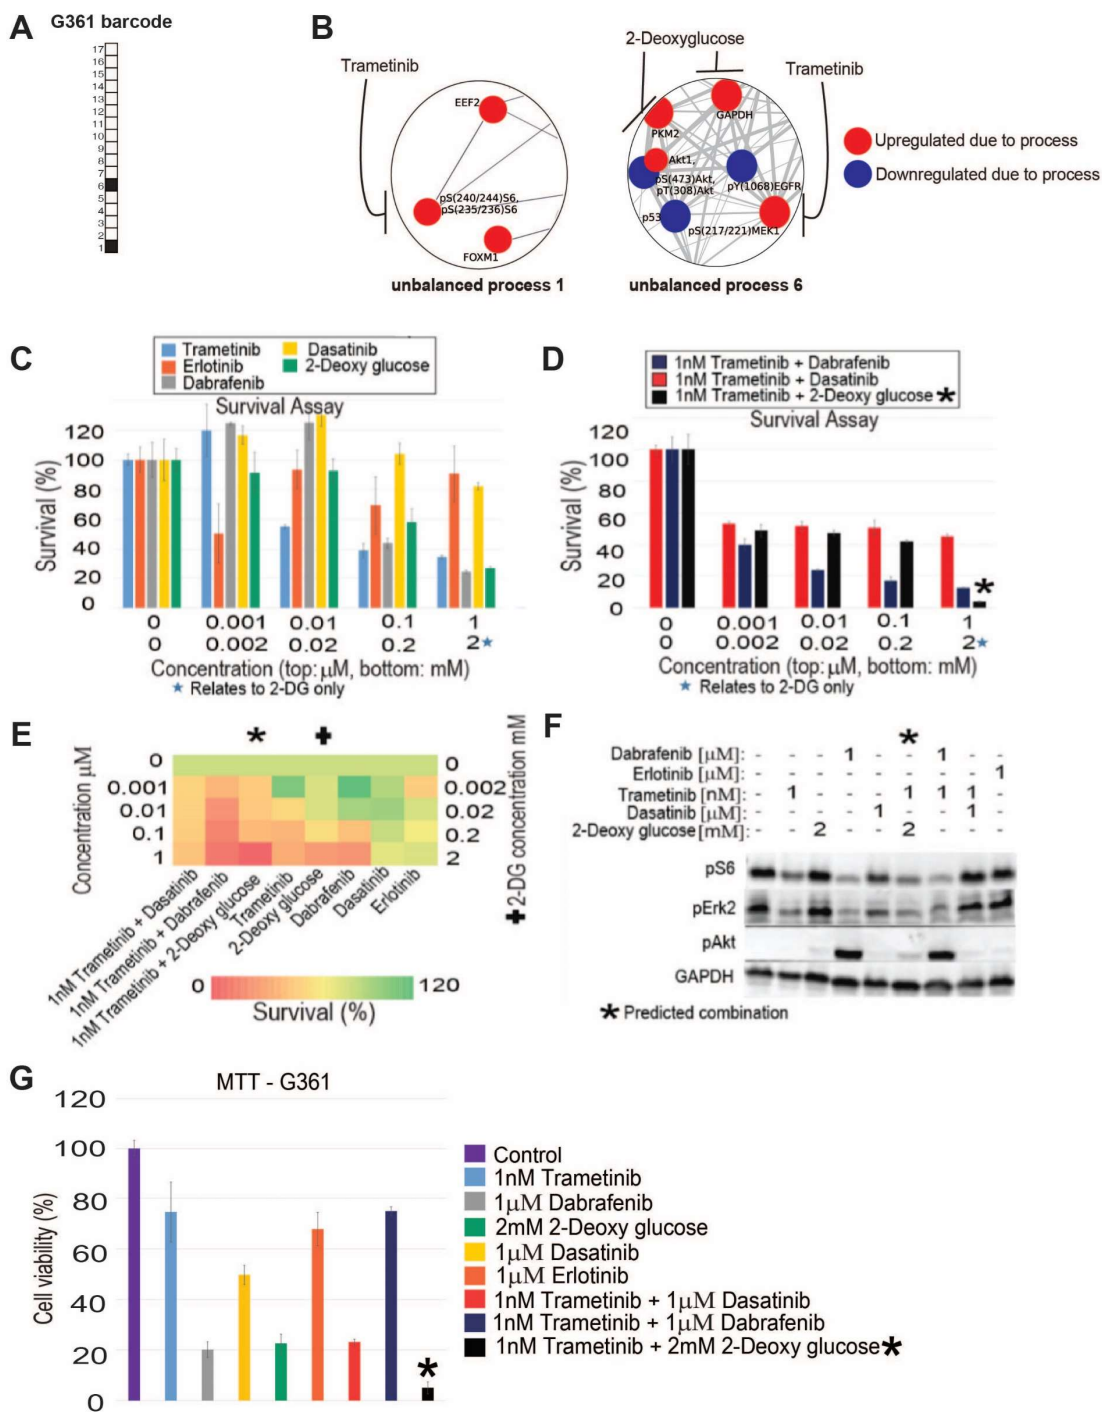 A G361 barcode
17
16
15
14
13
12
11
10
9
8
7
6
5
4
3
2
1
B
2-Deoxyglucose
Trametinib
Trametinib
EEF2
pS(240/244)S6,
pS(235/236)S6
FOXM1
unbalanced process 1
GAPDH
PKM2
Akt1,
pS(473)Akt,
pT(308)Akt
pY(1068)EGFR
p53
pS(217/221)MEK1
unbalanced process 6
Upregulated due to process
Downregulated due to process
C
Trametinib
Erlotinib
Dabrafenib
Dasatinib
2-Deoxy glucose
Survival Assay
Survival (%)
120
100
80
60
40
20
0
0 0.001 0.01 0.1 1
0 0.002 0.02 0.2 2★
Concentration (top: μM, bottom: mM)
★ Relates to 2-DG only
D
1nM Trametinib + Dabrafenib
1nM Trametinib + Dasatinib
1nM Trametinib + 2-Deoxy glucose *
Survival Assay
Survival (%)
120
100
80
60
40
20
0
*
0 0.001 0.01 0.1 1
0 0.002 0.02 0.2 2★
Concentration (top: μM, bottom: mM)
★ Relates to 2-DG only
E
* ✚
Concentration μM
0
0.001
0.01
0.1
1
0
0.002
0.02
0.2
2
✚ 2-DG concentration mM
1nM Trametinib + Dasatinib
1nM Trametinib + Dabrafenib
1nM Trametinib + 2-Deoxy glucose
Trametinib
2-Deoxy glucose
Dabrafenib
Dasatinib
Erlotinib
0 120
Survival (%)
F
*
Dabrafenib [μM]: - - - 1 - - 1 - -
Erlotinib [μM]: - - - - - - - - 1
Trametinib [nM]: - 1 - - - 1 1 1 -
Dasatinib [μM]: - - - - 1 - - 1 -
2-Deoxy glucose [mM]: - - 2 - - 2 - - -
pS6
pErk2
pAkt
GAPDH
* Predicted combination
G
MTT - G361
Cell viability (%)
120
100
80
60
40
20
0
*
Control
1nM Trametinib
1μM Dabrafenib
2mM 2-Deoxy glucose
1μM Dasatinib
1μM Erlotinib
1nM Trametinib + 1μM Dasatinib
1nM Trametinib + 1μM Dabrafenib
1nM Trametinib + 2mM 2-Deoxy glucose *